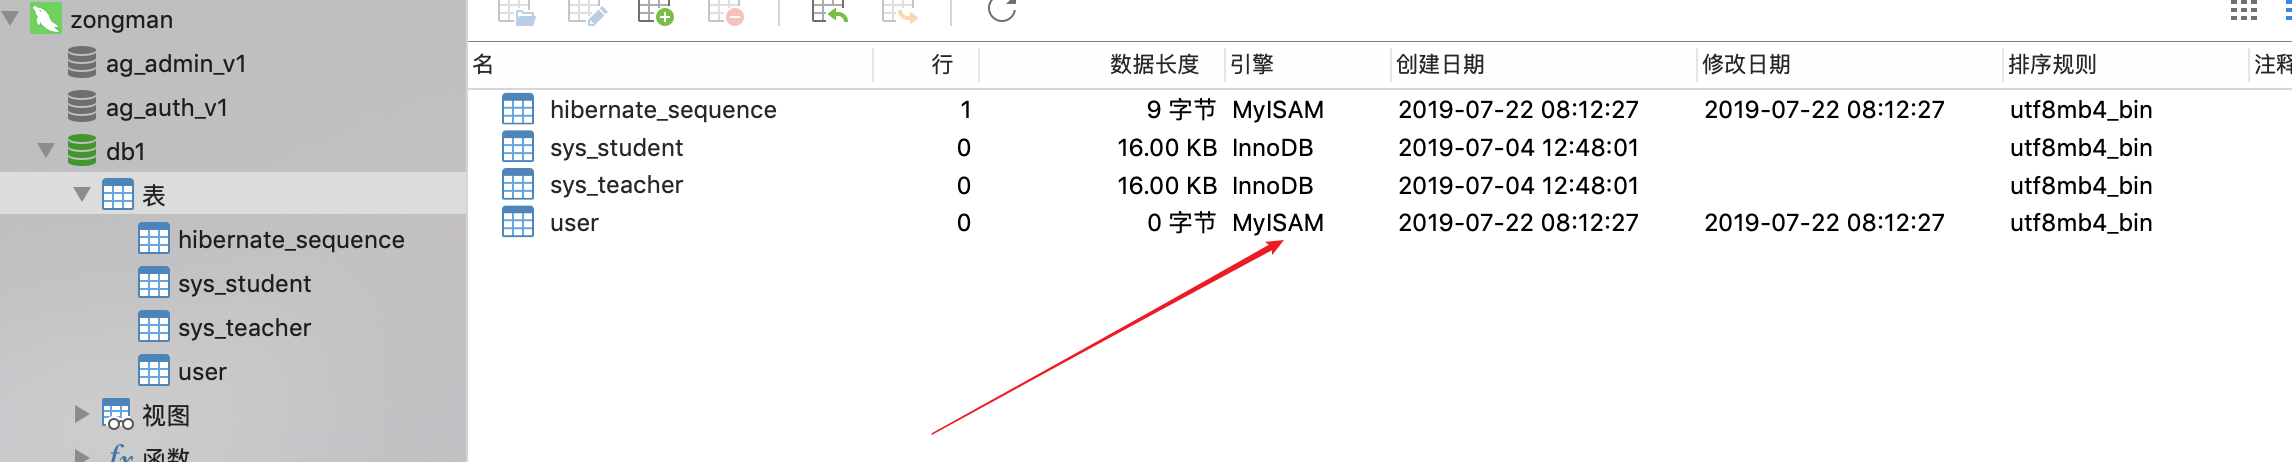 zongman
ag_admin_v1
ag_auth_v1
db1
表
hibernate_sequence
sys_student
sys_teacher
user
视图
函数
名 行 数据长度 引擎 创建日期 修改日期 排序规则 注释
hibernate_sequence 1 9 字节 MyISAM 2019-07-22 08:12:27 2019-07-22 08:12:27 utf8mb4_bin
sys_student 0 16.00 KB InnoDB 2019-07-04 12:48:01 utf8mb4_bin
sys_teacher 0 16.00 KB InnoDB 2019-07-04 12:48:01 utf8mb4_bin
user 0 0 字节 MyISAM 2019-07-22 08:12:27 2019-07-22 08:12:27 utf8mb4_bin